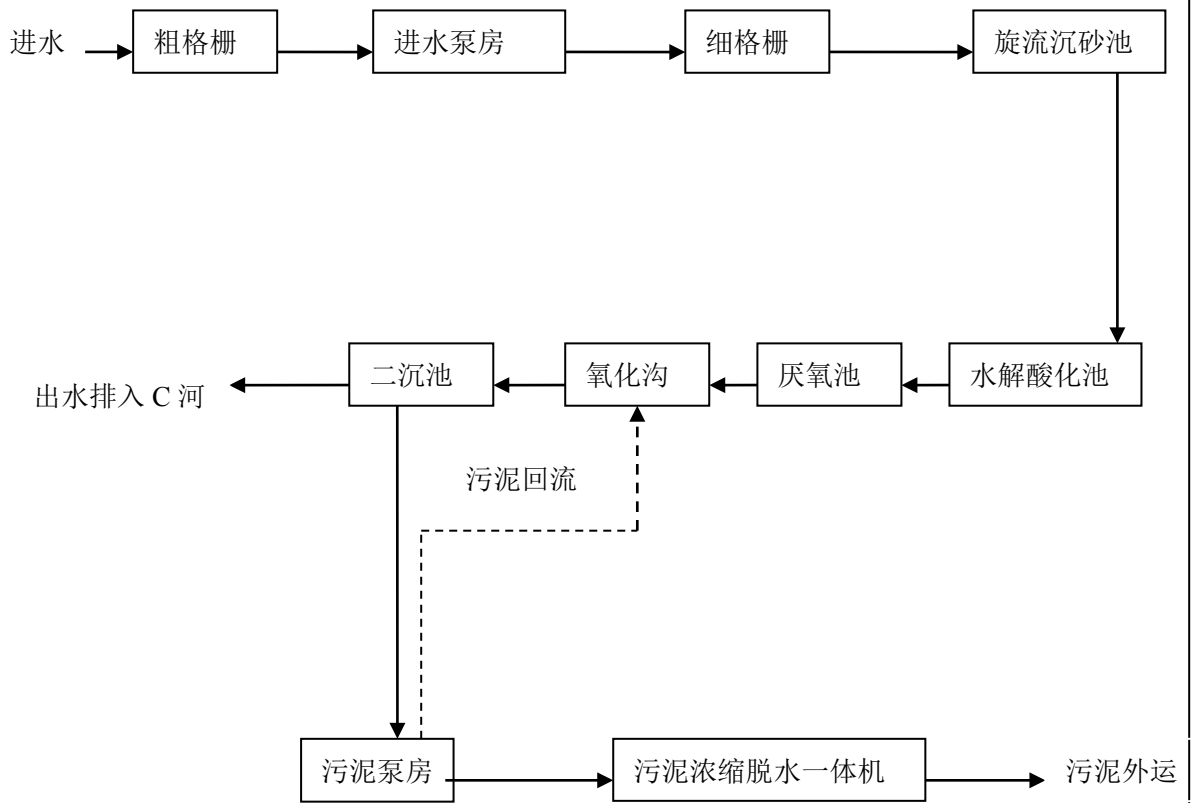 进水
粗格栅
进水泵房
细格栅
旋流沉砂池
水解酸化池
厌氧池
氧化沟
二沉池
出水排入 C 河
污泥回流
污泥泵房
污泥浓缩脱水一体机
污泥外运